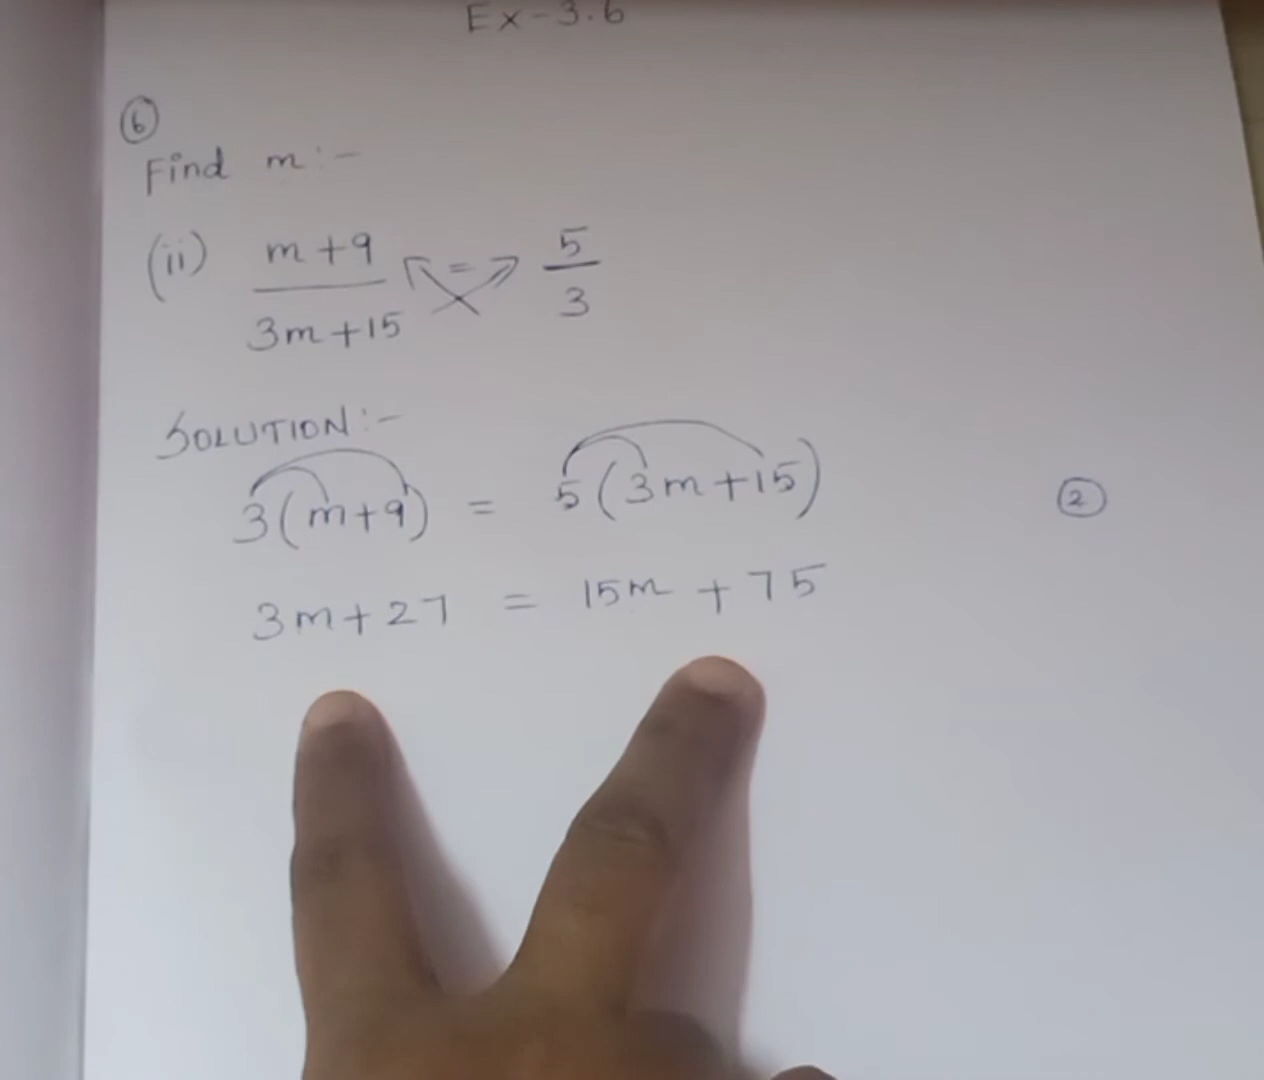 Ex-3.6
6
Find m:-
(ii) m+9 = 5
3m+15 3
SOLUTION:-
3(m+9) = 5(3m+15)
2
3m+27 = 15m+75